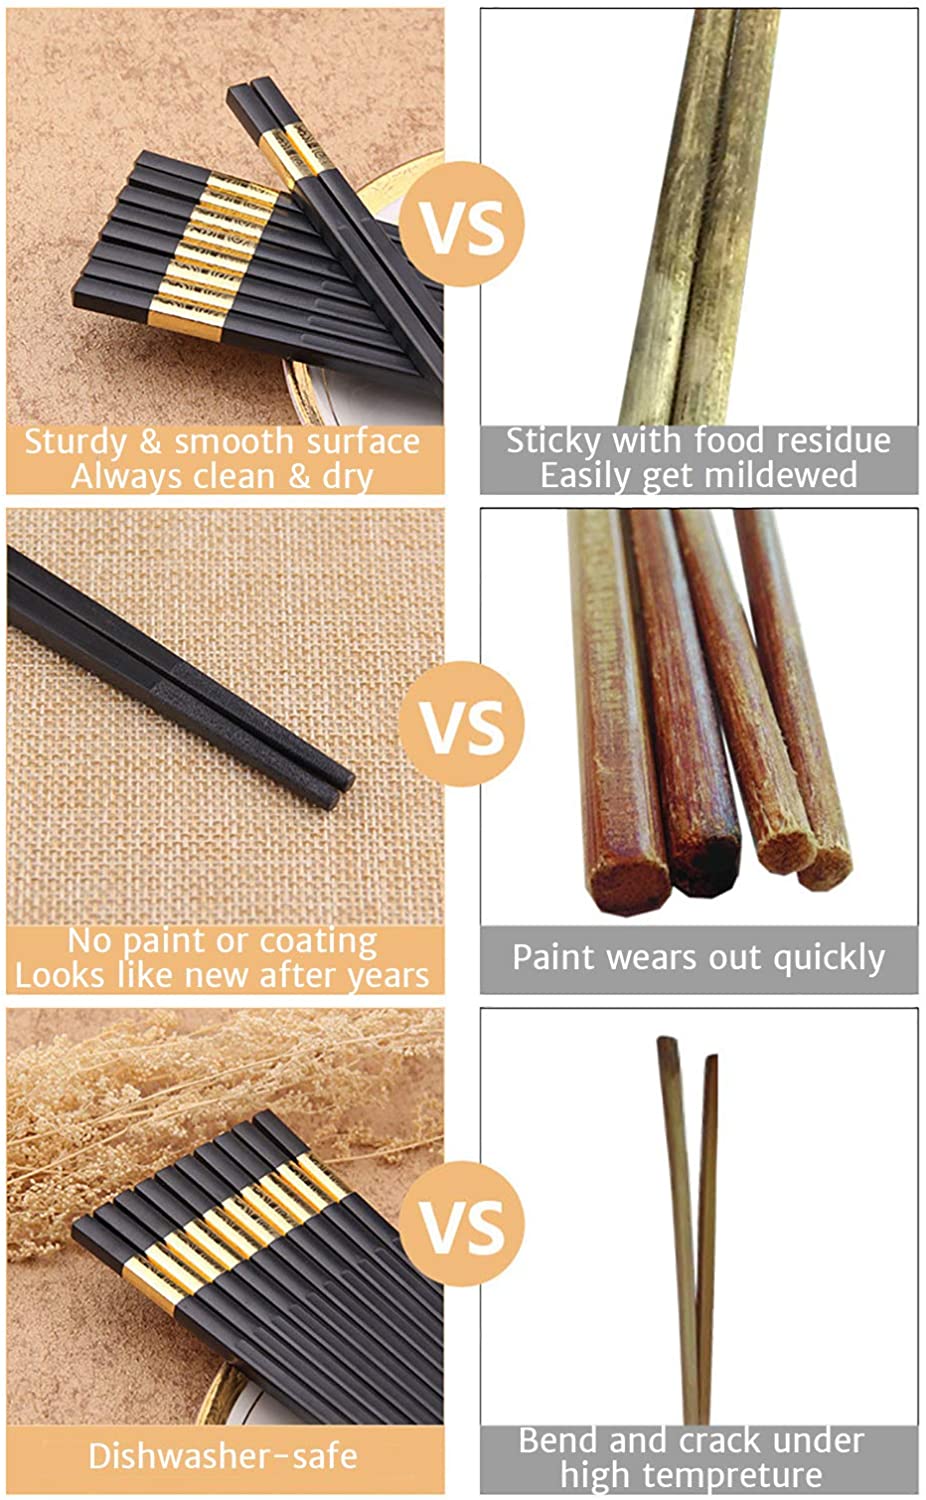 VS
Sturdy & smooth surface
Always clean & dry
Sticky with food residue
Easily get mildewed
VS
No paint or coating
Looks like new after years
Paint wears out quickly
VS
Dishwasher-safe
Bend and crack under
high tempreture